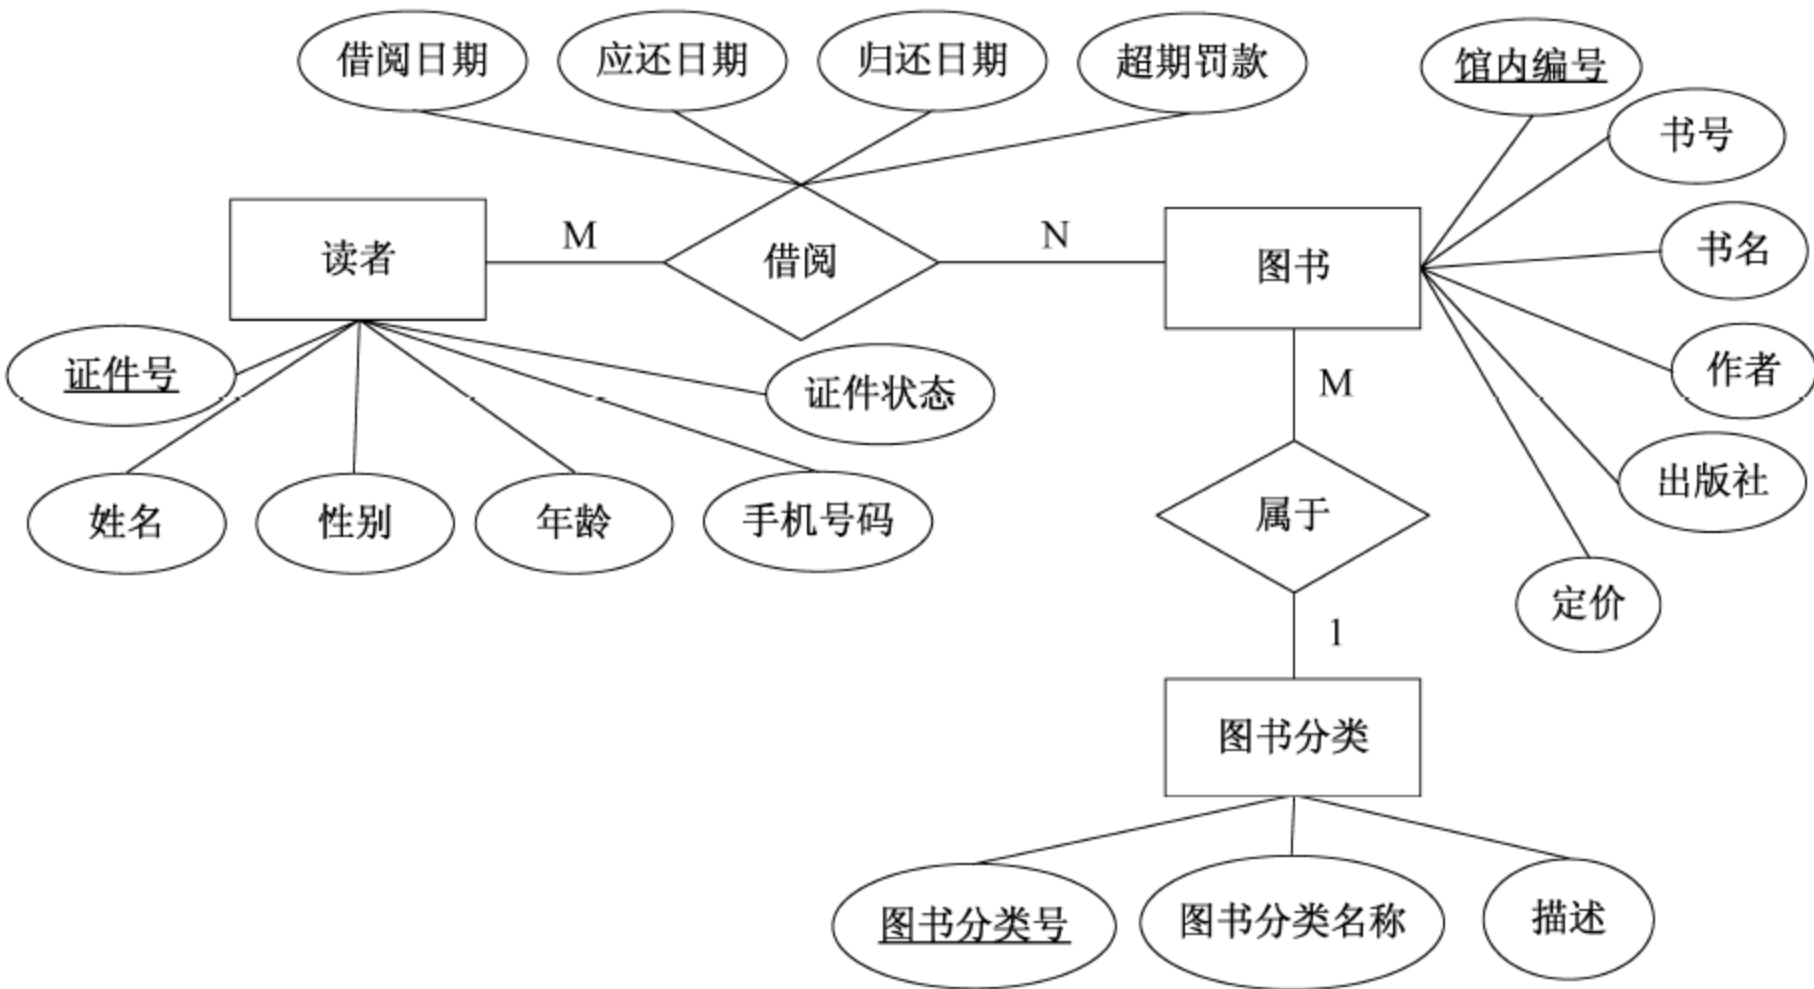 借阅日期
应还日期
归还日期
超期罚款
馆内编号
书号
读者
M
借阅
N
图书
书名
证件号
证件状态
M
作者
姓名
性别
年龄
手机号码
属于
出版社
定价
1
图书分类
图书分类号
图书分类名称
描述